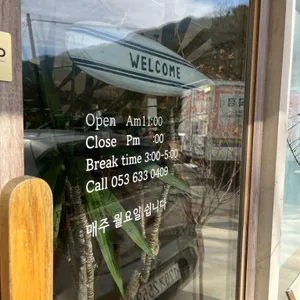 WELCOME
Open Am11:00
Close Pm :00
Break time 3:00-5:00
Call 053 633 0409
매주 월요일 쉽니다